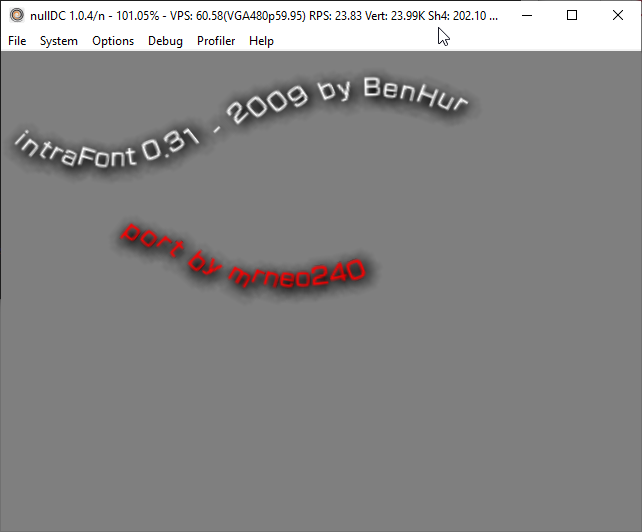 nullDC 1.0.4/n - 101.05% - VPS: 60.58(VGA480p59.95) RPS: 23.83 Vert: 23.99K Sh4: 202.10 ...
File System Options Debug Profiler Help
intraFont 0.31 - 2009 by BenHur
port by mrneo240